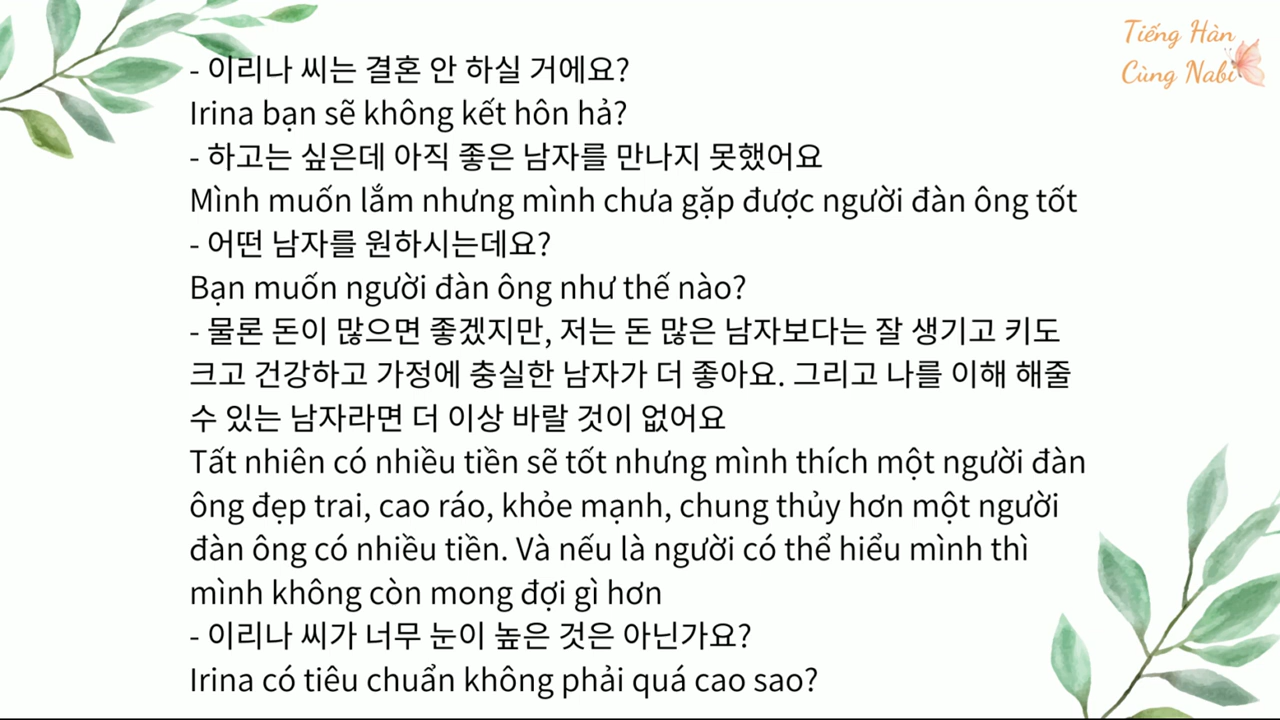 Tiếng Hàn
Cùng Nabi
- 이리나 씨는 결혼 안 하실 거에요?
Irina bạn sẽ không kết hôn hả?
- 하고는 싶은데 아직 좋은 남자를 만나지 못했어요
Mình muốn lắm nhưng mình chưa gặp được người đàn ông tốt
- 어떤 남자를 원하시는데요?
Bạn muốn người đàn ông như thế nào?
- 물론 돈이 많으면 좋겠지만, 저는 돈 많은 남자보다는 잘 생기고 키도
크고 건강하고 가정에 충실한 남자가 더 좋아요. 그리고 나를 이해 해줄
수 있는 남자라면 더 이상 바랄 것이 없어요
Tất nhiên có nhiều tiền sẽ tốt nhưng mình thích một người đàn
ông đẹp trai, cao ráo, khỏe mạnh, chung thủy hơn một người
đàn ông có nhiều tiền. Và nếu là người có thể hiểu mình thì
mình không còn mong đợi gì hơn
- 이리나 씨가 너무 눈이 높은 것은 아닌가요?
Irina có tiêu chuẩn không phải quá cao sao?